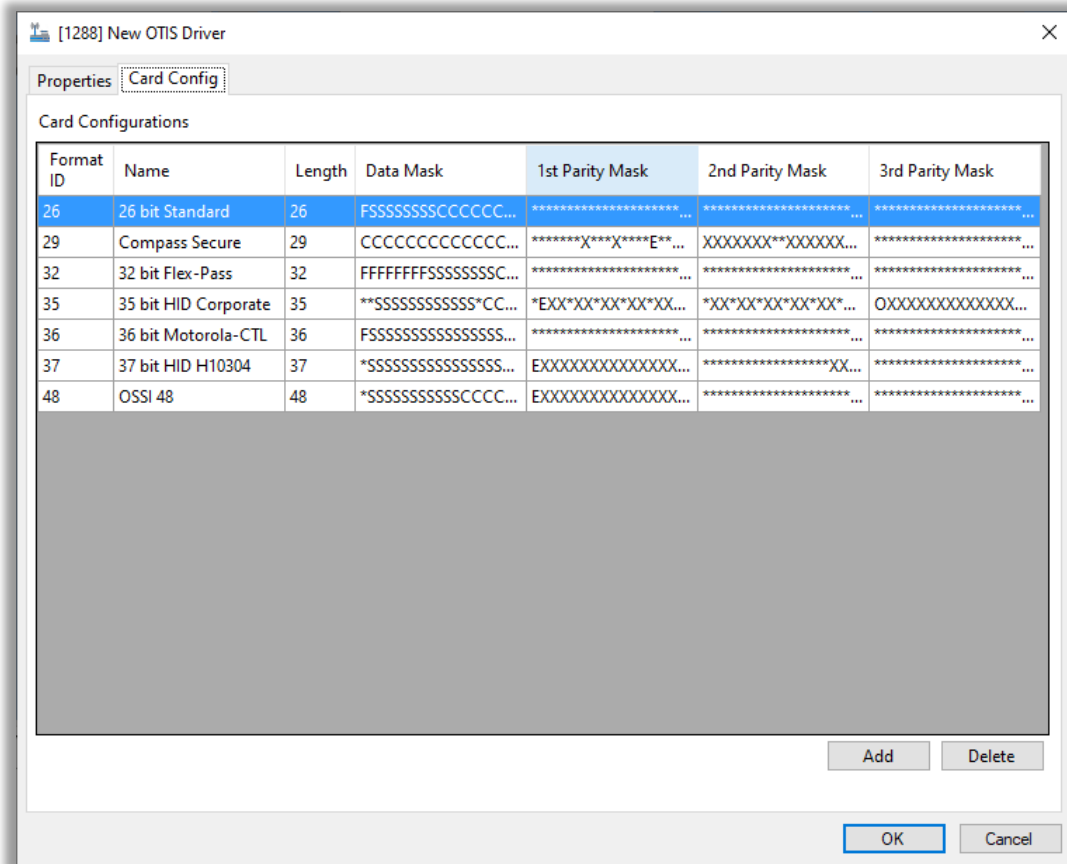 [1288] New OTIS Driver
Properties Card Config
Card Configurations
Format ID Name Length Data Mask 1st Parity Mask 2nd Parity Mask 3rd Parity Mask
26 26 bit Standard 26 FSSSSSSSSCCCCCC... *********************... *********************... *********************...
29 Compass Secure 29 CCCCCCCCCCCCC... *******X***X****E**... XXXXXXX**XXXXXX... *********************...
32 32 bit Flex-Pass 32 FFFFFFFFSSSSSSSSC... *********************... *********************... *********************...
35 35 bit HID Corporate 35 **SSSSSSSSSSSS*CC... *EXX*XX*XX*XX*XX... *XX*XX*XX*XX*XX*... OXXXXXXXXXXXXX...
36 36 bit Motorola-CTL 36 FSSSSSSSSSSSSSSSS... *********************... *********************... *********************...
37 37 bit HID H10304 37 *SSSSSSSSSSSSSSSS... EXXXXXXXXXXXXXX... ******************XX... *********************...
48 OSSI 48 48 *SSSSSSSSSSSCCCC... EXXXXXXXXXXXXXX... *********************... *********************...
Add Delete
OK Cancel